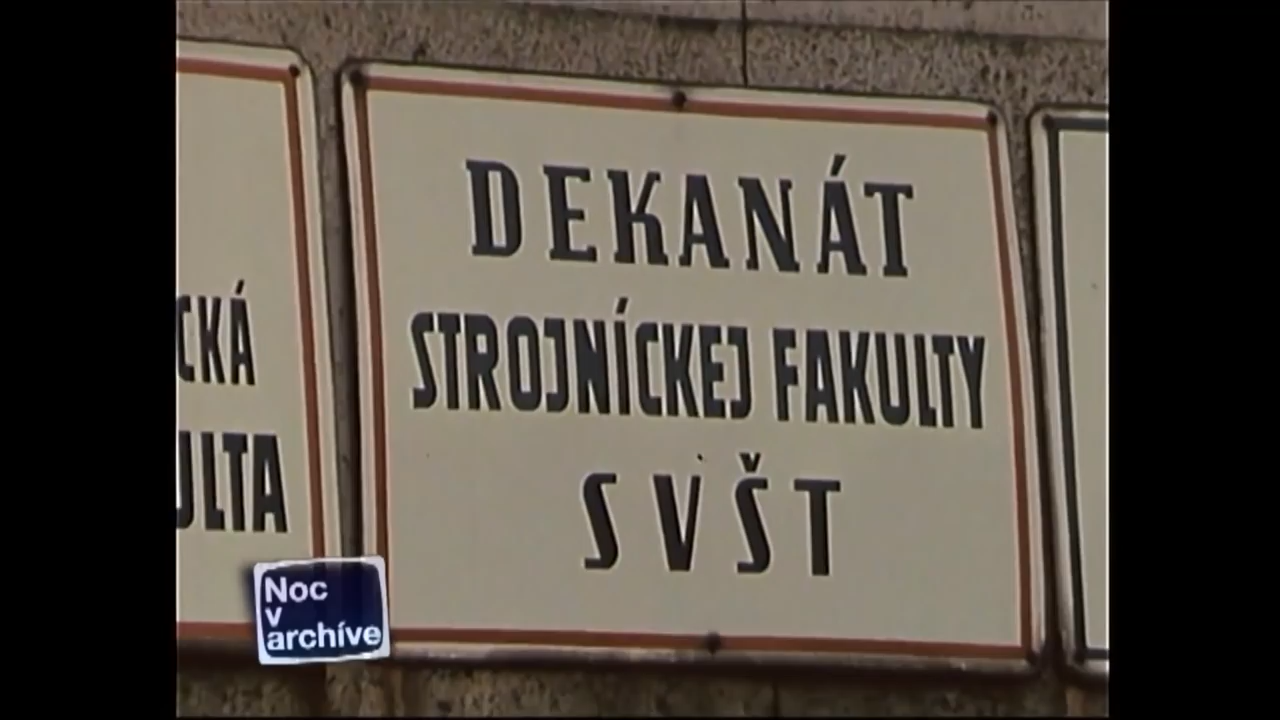 CKÁ
ULTA
DEKANÁT
STROJNÍCKEJ FAKULTY
SVŠT
Noc
v
archíve